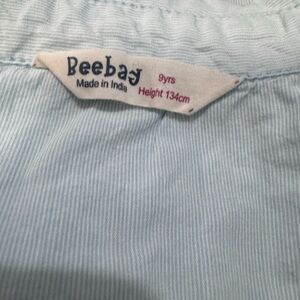 Beebay
Made in India
9yrs
Height 134cm